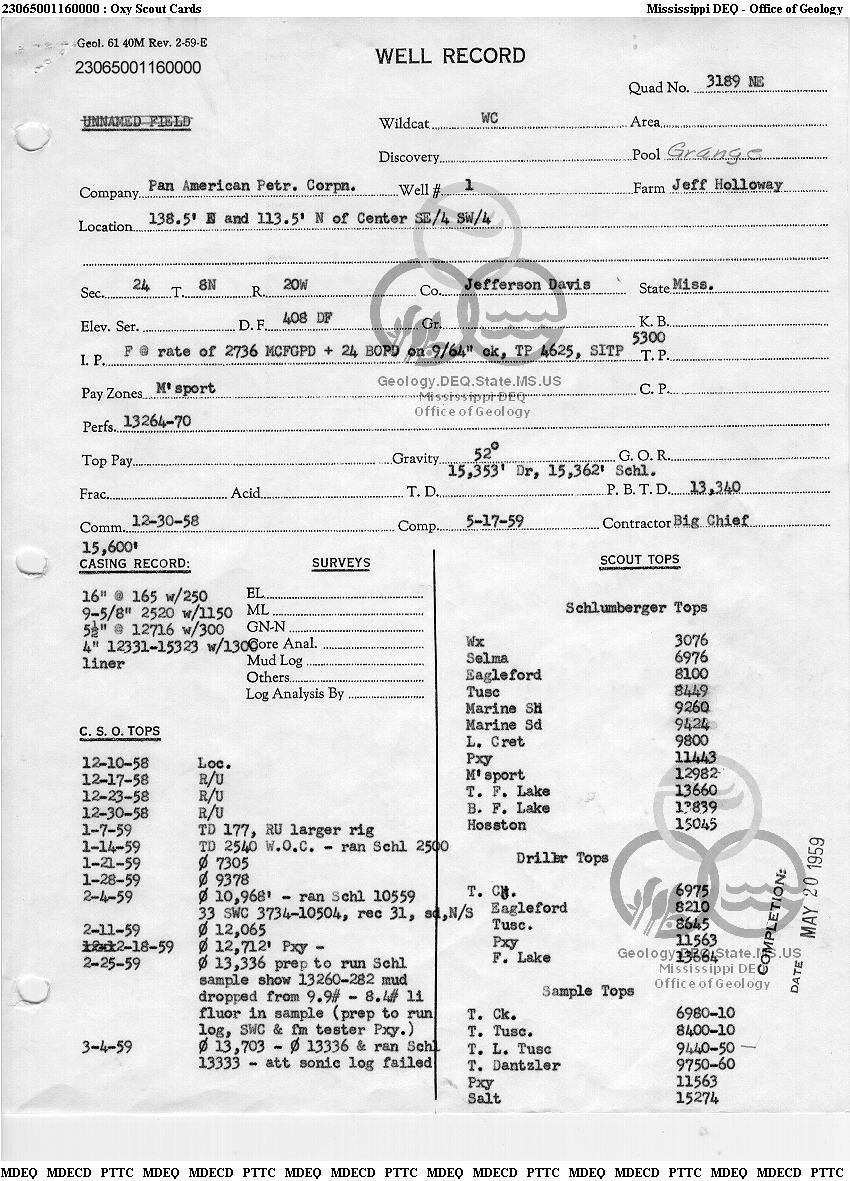 23065001160000 : Oxy Scout Cards Mississippi DEQ - Office of Geology
Geol. 61 40M Rev. 2-59-E
23065001160000
WELL RECORD
Quad No. 3189 NE
UNNAMED FIELD
Wildcat WC Area
Discovery Pool Grange
Company Pan American Petr. Corpn. Well # 1 Farm Jeff Holloway
Location 138.5' E and 113.5' N of Center SE/4 SW/4
Sec. 24 T. 8N R. 20W Co. Jefferson Davis State Miss.
Elev. Ser. D. F. 408 DF Gr. K. B.
5300
I. P. F @ rate of 2736 MCFGPD + 24 BOPD on 9/64" ck, TP 4625, SITP T. P.
Pay Zones M'sport C. P.
Geology.DEQ.State.MS.US
Mississippi DEQ
Office of Geology
Perfs. 13264-70
Top Pay Gravity 52° G. O. R.
15,353' Dr, 15,362' Schl.
Frac. Acid T. D. P. B. T. D. 13,340
Comm. 12-30-58 Comp. 5-17-59 Contractor Big Chief
15,600'
CASING RECORD:
16" @ 165 w/250
9-5/8" 2520 w/1150
5½" @ 12716 w/300
4" 12331-15323 w/1300
liner
SURVEYS
EL
ML
GN-N
Core Anal.
Mud Log
Others
Log Analysis By
C. S. O. TOPS
12-10-58 Loc.
12-17-58 R/U
12-23-58 R/U
12-30-58 R/U
1-7-59 TD 177, RU larger rig
1-14-59 TD 2540 W.O.C. - ran Schl 2500
1-21-59 Ø 7305
1-28-59 Ø 9378
2-4-59 Ø 10,968' - ran Schl 10559
33 SWC 3734-10504, rec 31, sd,N/S
2-11-59 Ø 12,065
2-18-59 Ø 12,712' Pxy -
2-25-59 Ø 13,336 prep to run Schl
sample show 13260-282 mud
dropped from 9.9# - 8.4# li
fluor in sample (prep to run
log, SWC & fm tester Pxy.)
3-4-59 Ø 13,703 - Ø 13336 & ran Schl
13333 - att sonic log failed
SCOUT TOPS
Schlumberger Tops
Wx 3076
Selma 6976
Eagleford 8100
Tusc 8449
Marine SH 9260
Marine Sd 9424
L. Cret 9800
Pxy 11443
M'sport 12982
T. F. Lake 13660
B. F. Lake 13839
Hosston 15045
Driller Tops
T. Ck. 6975
Eagleford 8210
Tusc. 8645
Pxy 11563
F. Lake 13664
Geology.DEQ.State.MS.US
Mississippi DEQ
Office of Geology
COMPLETION:
DATE MAY 20 1959
Sample Tops
T. Ck. 6980-10
T. Tusc. 8400-10
T. L. Tusc 9440-50
T. Dantzler 9750-60
Pxy 11563
Salt 15274
MDEQ MDECD PTTC MDEQ MDECD PTTC MDEQ MDECD PTTC MDEQ MDECD PTTC MDEQ MDECD PTTC MDEQ MDECD PTTC